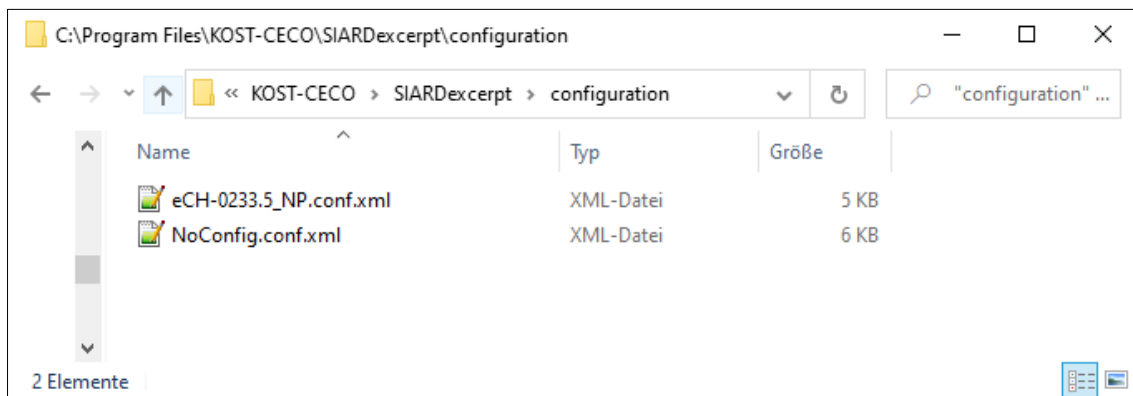 C:\Program Files\KOST-CECO\SIARDexcerpt\configuration
« KOST-CECO > SIARDexcerpt > configuration
"configuration" ...
Name Typ Größe
eCH-0233.5_NP.conf.xml XML-Datei 5 KB
NoConfig.conf.xml XML-Datei 6 KB
2 Elemente